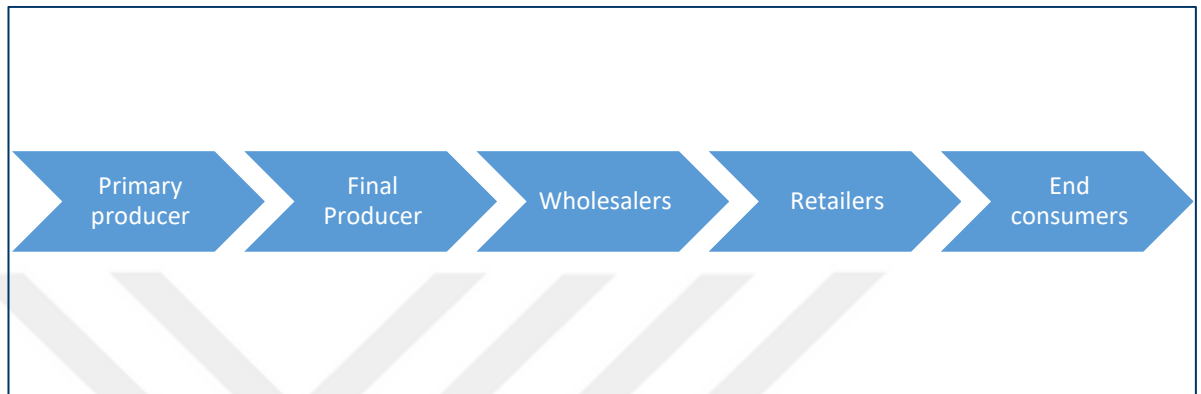 Primary
producer
Final
Producer
Wholesalers
Retailers
End
consumers